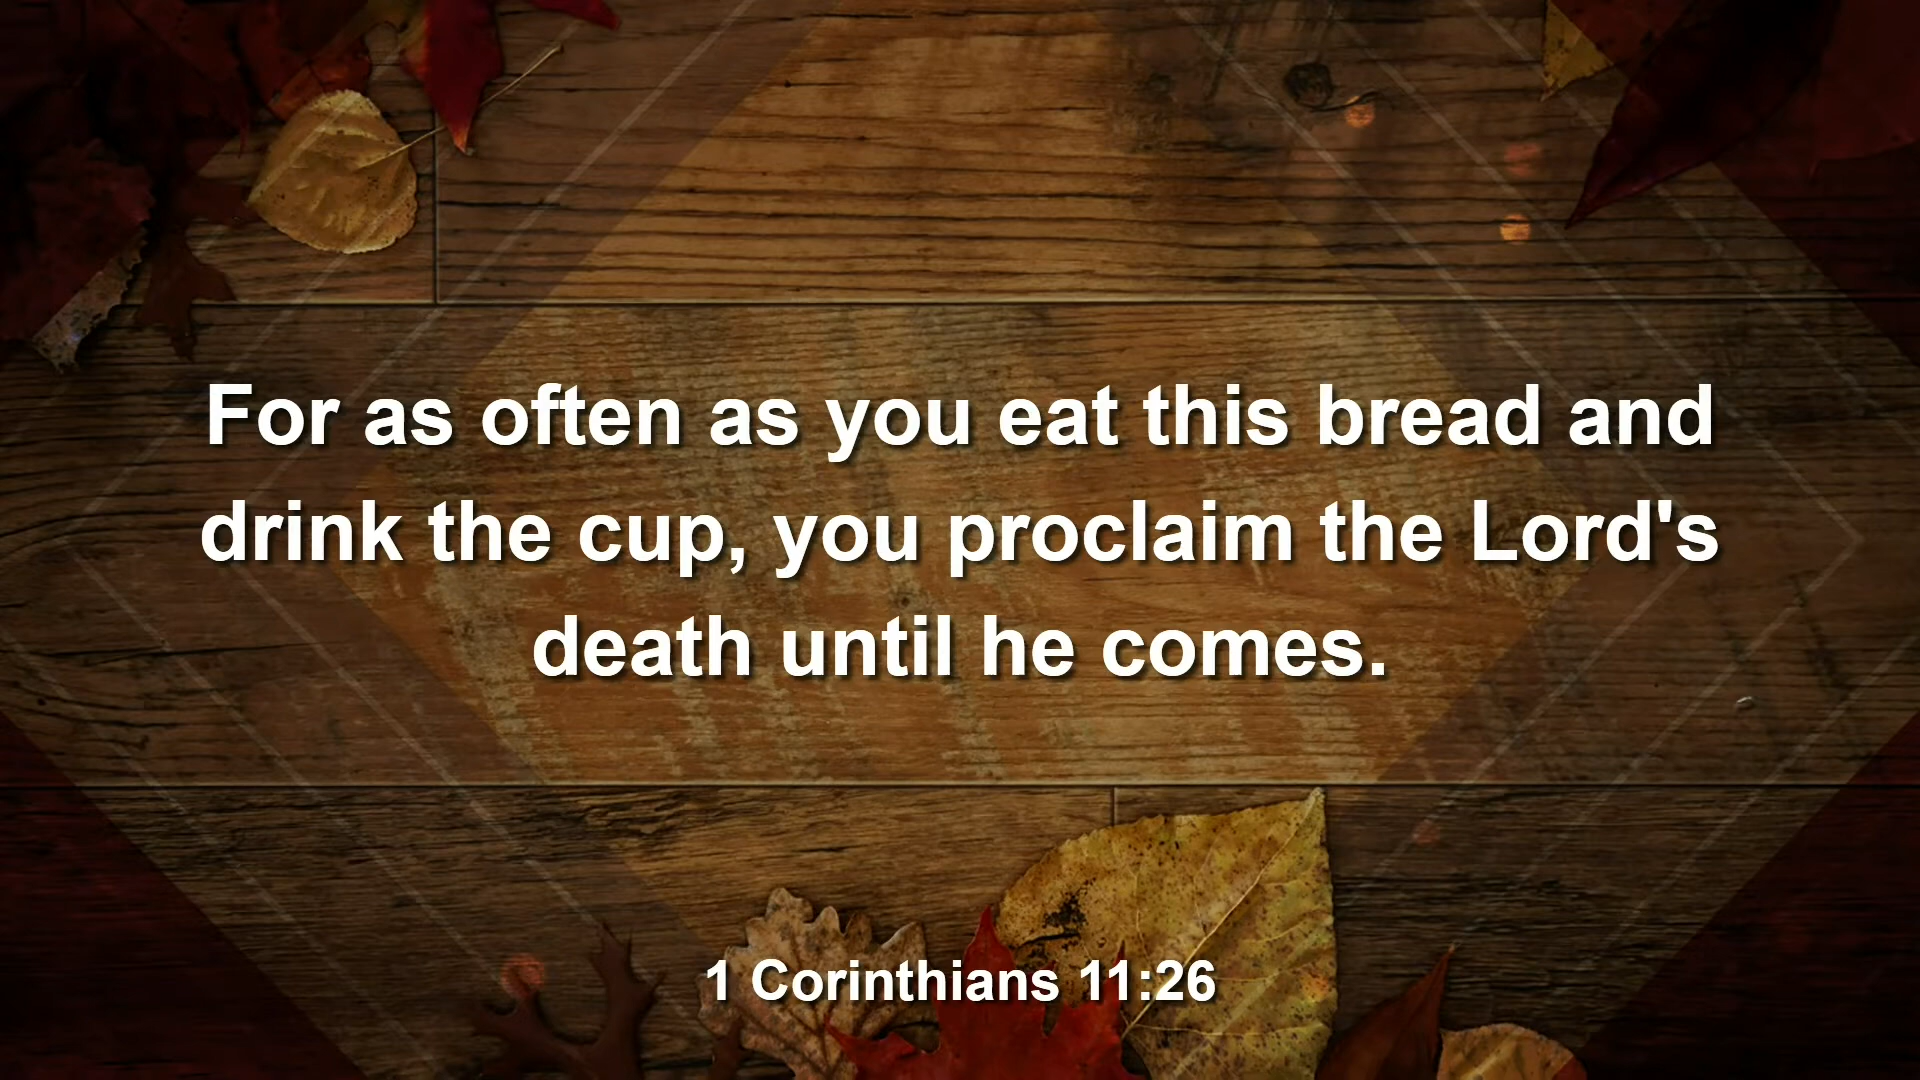 For as often as you eat this bread and
drink the cup, you proclaim the Lord's
death until he comes.
1 Corinthians 11:26